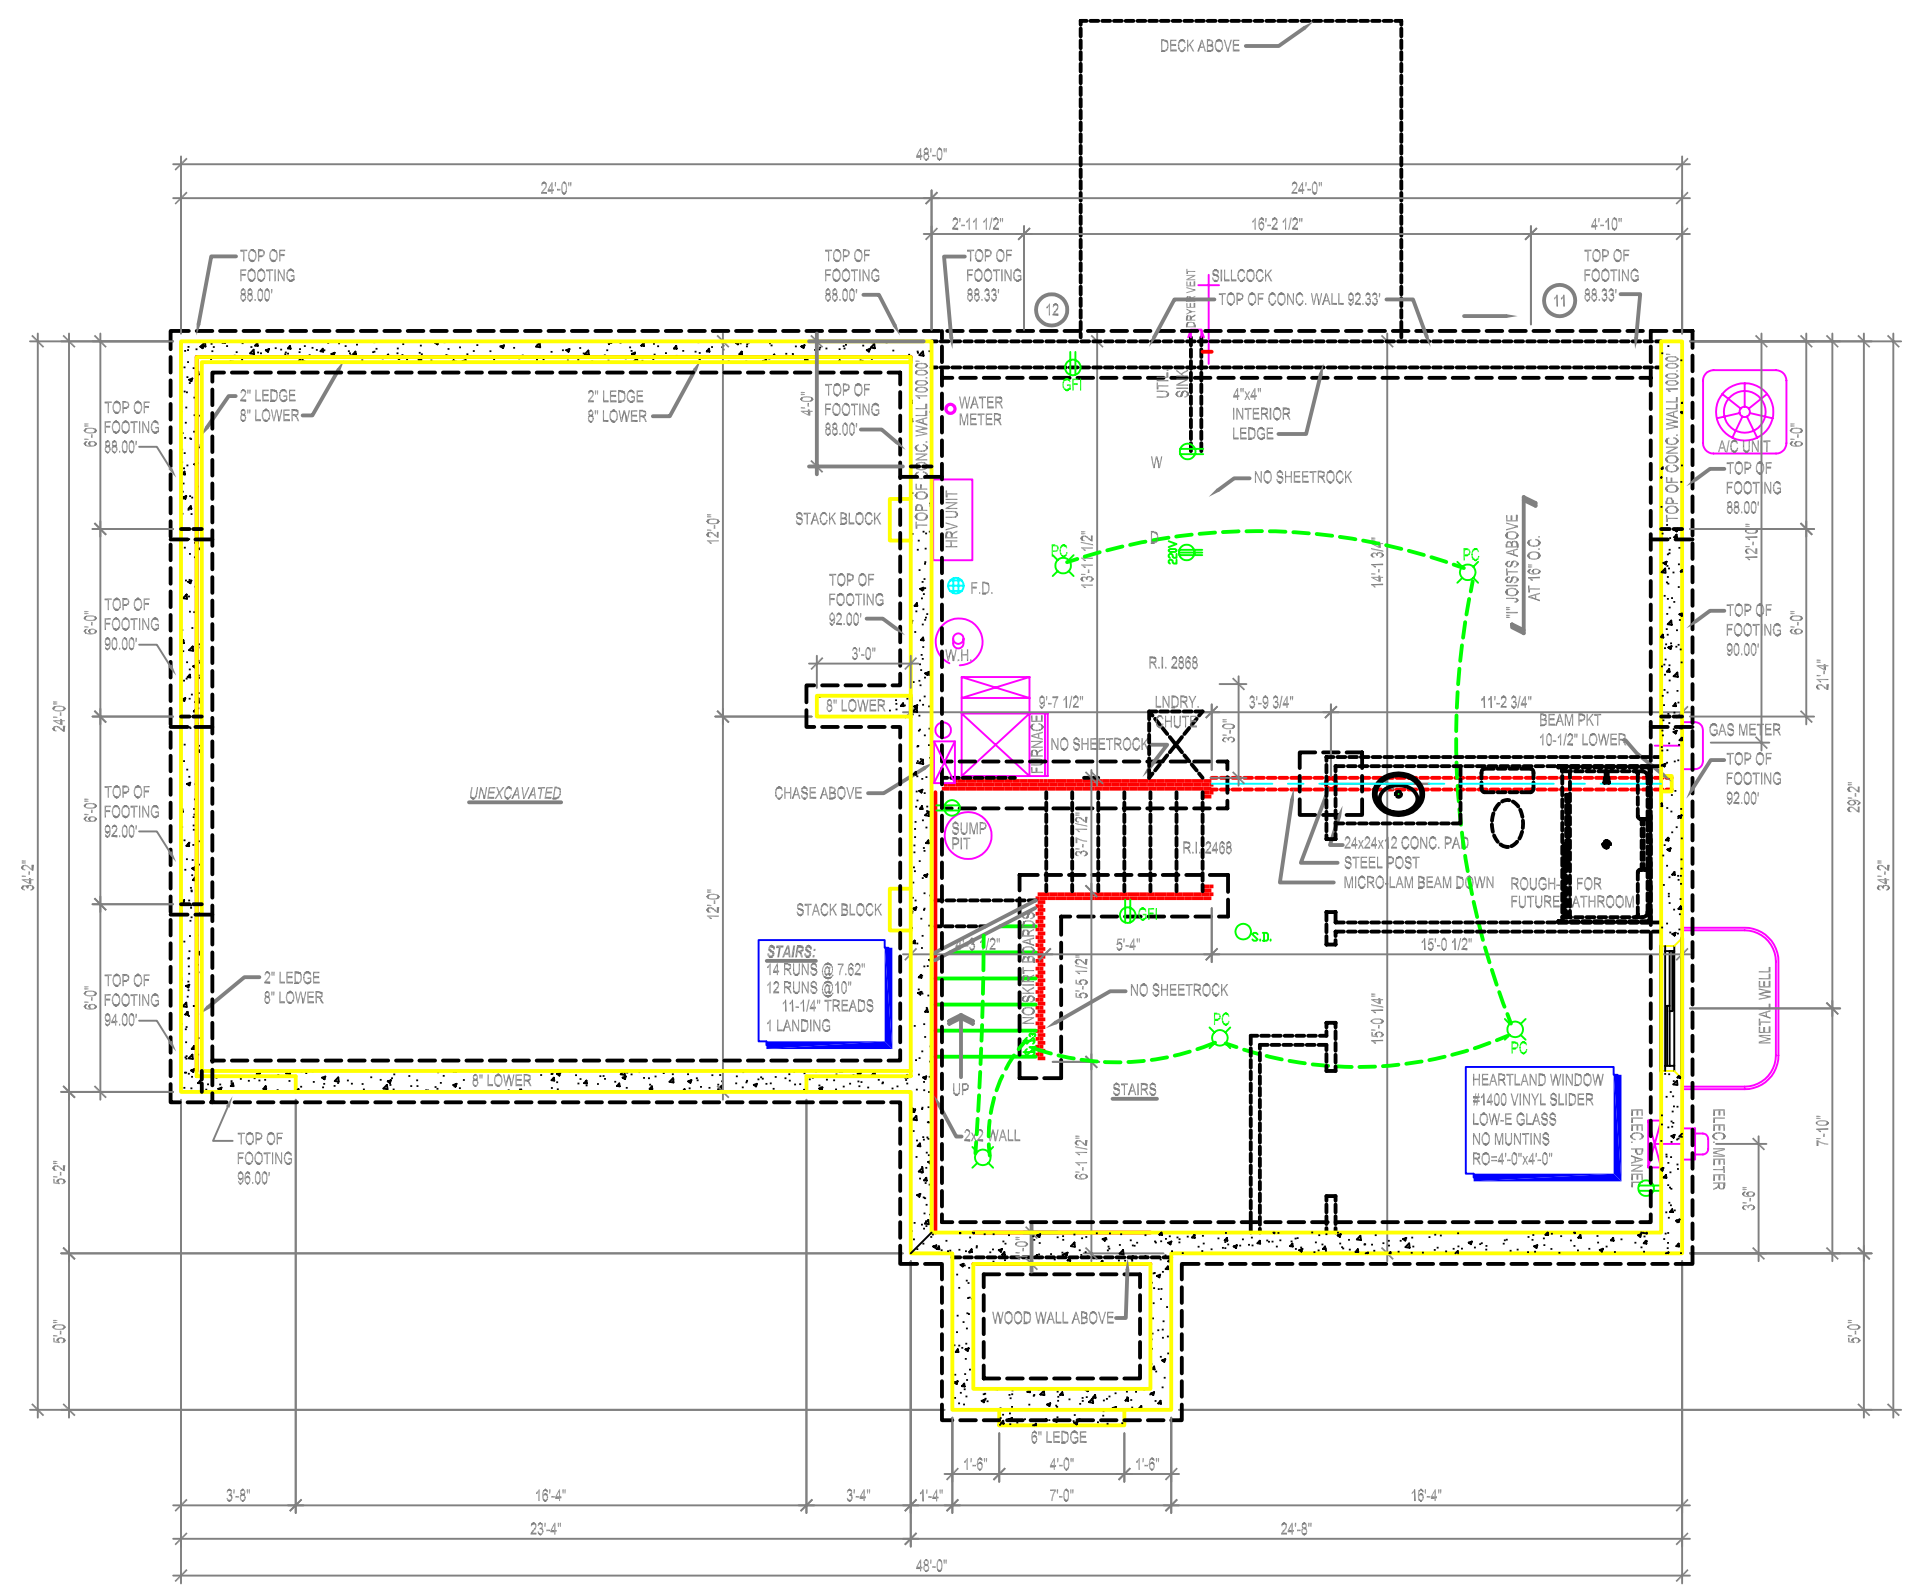 DECK ABOVE
48'-0"
24'-0"
24'-0"
2'-11 1/2"
16'-2 1/2"
4'-10"
TOP OF
FOOTING
88.00'
TOP OF
FOOTING
88.00'
TOP OF
FOOTING
88.33'
12
DRYER VENT
SILLCOCK
TOP OF CONC. WALL 92.33'
11
TOP OF
FOOTING
88.33'
2" LEDGE
8" LOWER
2" LEDGE
8" LOWER
4'-0"
TOP OF
FOOTING
88.00'
TOP OF CONC. WALL 100.00'
WATER
METER
GFI
UTIL.
SINK
4"x4"
INTERIOR
LEDGE
TOP OF CONC. WALL 100.00'
A/C UNIT
TOP OF
FOOTING
88.00'
6'-0"
TOP OF
FOOTING
88.00'
6'-0"
12'-10"
W
NO SHEETROCK
STACK BLOCK
HRV UNIT
12'-0"
D
220V
PC
13'-11 1/2"
14'-1 3/4"
PC
"I" JOISTS ABOVE
AT 16" O.C.
F.D.
TOP OF
FOOTING
92.00'
TOP OF
FOOTING
90.00'
6'-0"
TOP OF
FOOTING
90.00'
6'-0"
21'-4"
W.H.
3'-0"
8" LOWER
R.I. 2868
LNDRY.
CHUTE
9'-7 1/2"
3'-9 3/4"
11'-2 3/4"
3'-0"
FURNACE
NO SHEETROCK
BEAM PKT
10-1/2" LOWER
GAS METER
TOP OF
FOOTING
92.00'
24'-0"
29'-2"
34'-2"
34'-2"
UNEXCAVATED
CHASE ABOVE
TOP OF
FOOTING
92.00'
6'-0"
SUMP
PIT
3'-7 1/2"
R.I. 2468
24x24x12 CONC. PAD
STEEL POST
MICRO-LAM BEAM DOWN
FOR
FUTURE BATHROOM
STACK BLOCK
12'-0"
GFI
S.D.
5'-4"
15'-0 1/2"
5'-5 1/2"
NO SKIRT BOARDS
NO SHEETROCK
STAIRS:
14 RUNS @ 7.62"
12 RUNS @10"
11-1/4" TREADS
1 LANDING
2" LEDGE
8" LOWER
TOP OF
FOOTING
94.00'
6'-0"
METAL WELL
PC
PC
15'-0 1/4"
8" LOWER
UP
STAIRS
2x2 WALL
6'-1 1/2"
HEARTLAND WINDOW
#1400 VINYL SLIDER
LOW-E GLASS
NO MUNTINS
RO=4'-0"x4'-0"
ELEC. PANEL
ELEC. METER
7'-10"
3'-6"
TOP OF
FOOTING
96.00'
5'-2"
5'-0"
5'-0"
WOOD WALL ABOVE
6" LEDGE
1'-6"
4'-0"
1'-6"
3'-8"
16'-4"
3'-4"
1'-4"
7'-0"
16'-4"
23'-4"
24'-8"
48'-0"